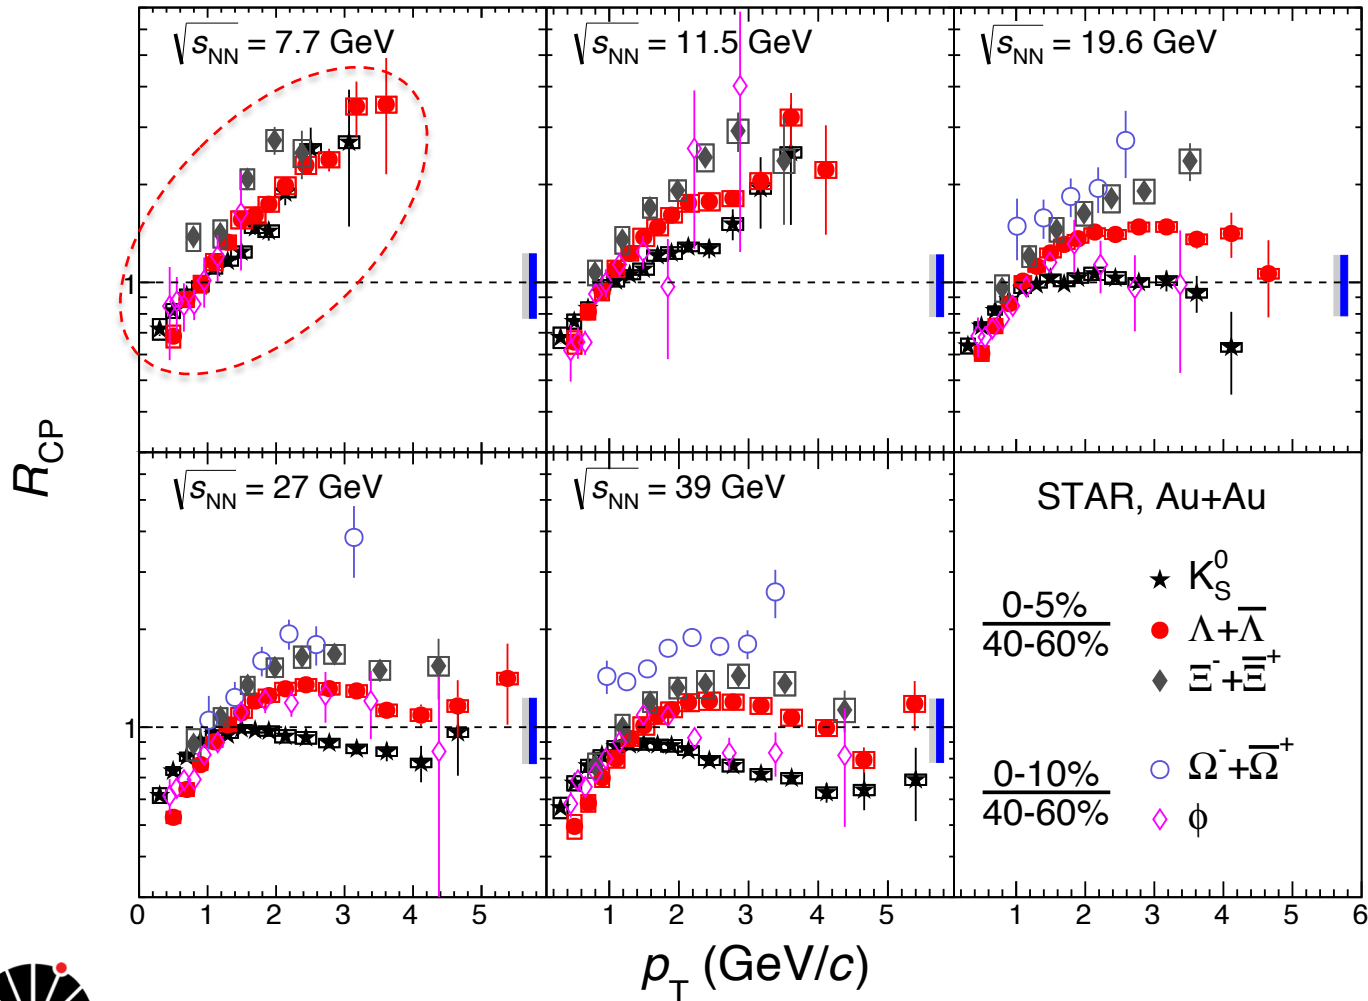 √sNN = 7.7 GeV
√sNN = 11.5 GeV
√sNN = 19.6 GeV
1
RCP
√sNN = 27 GeV
√sNN = 39 GeV
STAR, Au+Au
0-5%
40-60%
K0S
Λ+Λ̅
Ξ-+Ξ̅+
0-10%
40-60%
Ω-+Ω̅+
ϕ
1
0 1 2 3 4 5 1 2 3 4 5 1 2 3 4 5 6
pT (GeV/c)